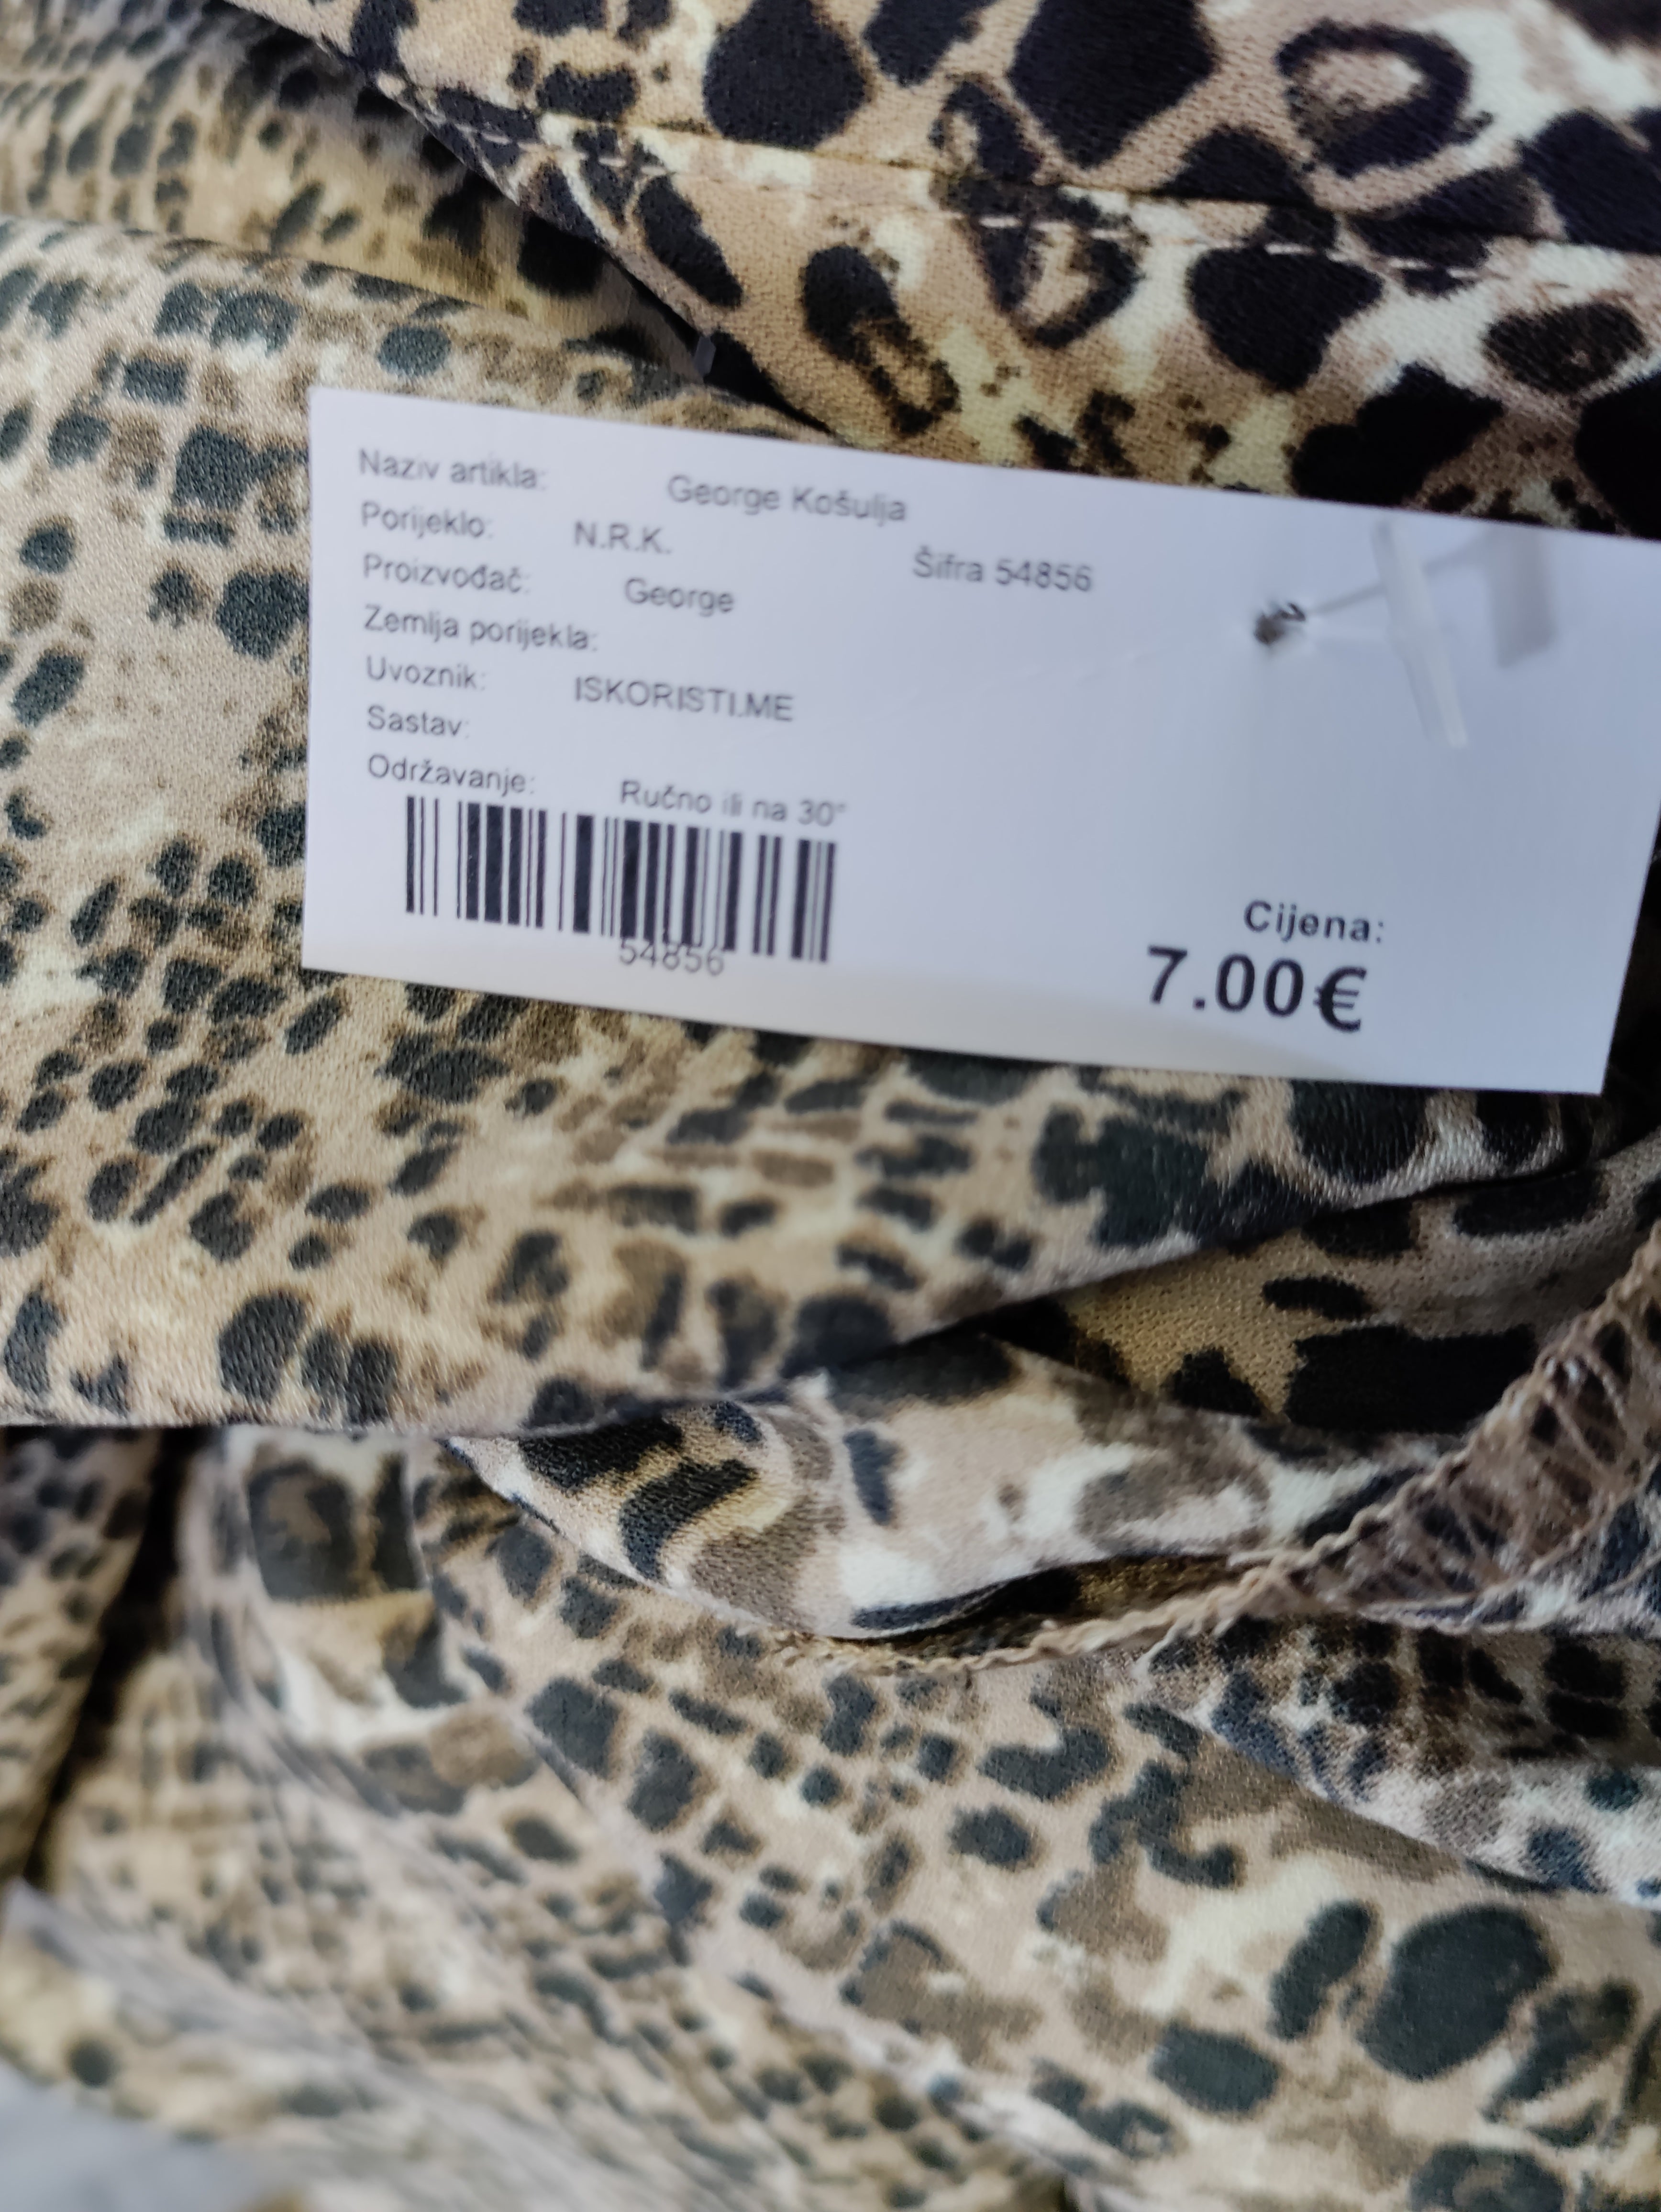 Naziv artikla: George Košulja
Porijeklo: N.R.K. Šifra 54856
Proizvođač: George
Zemlja porijekla:
Uvoznik: ISKORISTI.ME
Sastav:
Održavanje: Ručno ili na 30°
54856
Cijena:
7.00€